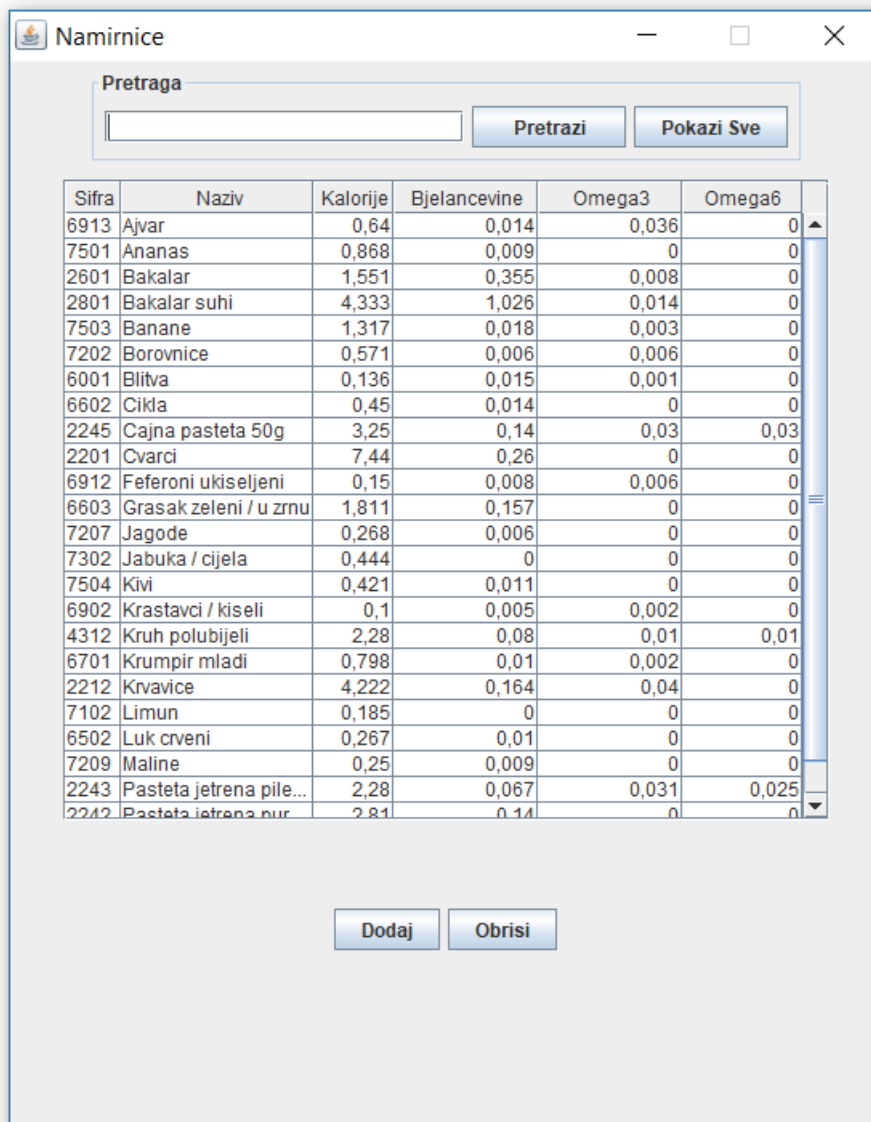 Namirnice
Pretraga
Pretrazi Pokazi Sve
Sifra Naziv Kalorije Bjelancevine Omega3 Omega6
6913 Ajvar 0,64 0,014 0,036 0
7501 Ananas 0,868 0,009 0 0
2601 Bakalar 1,551 0,355 0,008 0
2801 Bakalar suhi 4,333 1,026 0,014 0
7503 Banane 1,317 0,018 0,003 0
7202 Borovnice 0,571 0,006 0,006 0
6001 Blitva 0,136 0,015 0,001 0
6602 Cikla 0,45 0,014 0 0
2245 Cajna pasteta 50g 3,25 0,14 0,03 0,03
2201 Cvarci 7,44 0,26 0 0
6912 Feferoni ukiseljeni 0,15 0,008 0,006 0
6603 Grasak zeleni / u zrnu 1,811 0,157 0 0
7207 Jagode 0,268 0,006 0 0
7302 Jabuka / cijela 0,444 0 0 0
7504 Kivi 0,421 0,011 0 0
6902 Krastavci / kiseli 0,1 0,005 0,002 0
4312 Kruh polubijeli 2,28 0,08 0,01 0,01
6701 Krumpir mladi 0,798 0,01 0,002 0
2212 Krvavice 4,222 0,164 0,04 0
7102 Limun 0,185 0 0 0
6502 Luk crveni 0,267 0,01 0 0
7209 Maline 0,25 0,009 0 0
2243 Pasteta jetrena pile... 2,28 0,067 0,031 0,025
2242 Pasteta jetrena pur 2,81 0,14 0 0
Dodaj Obrisi